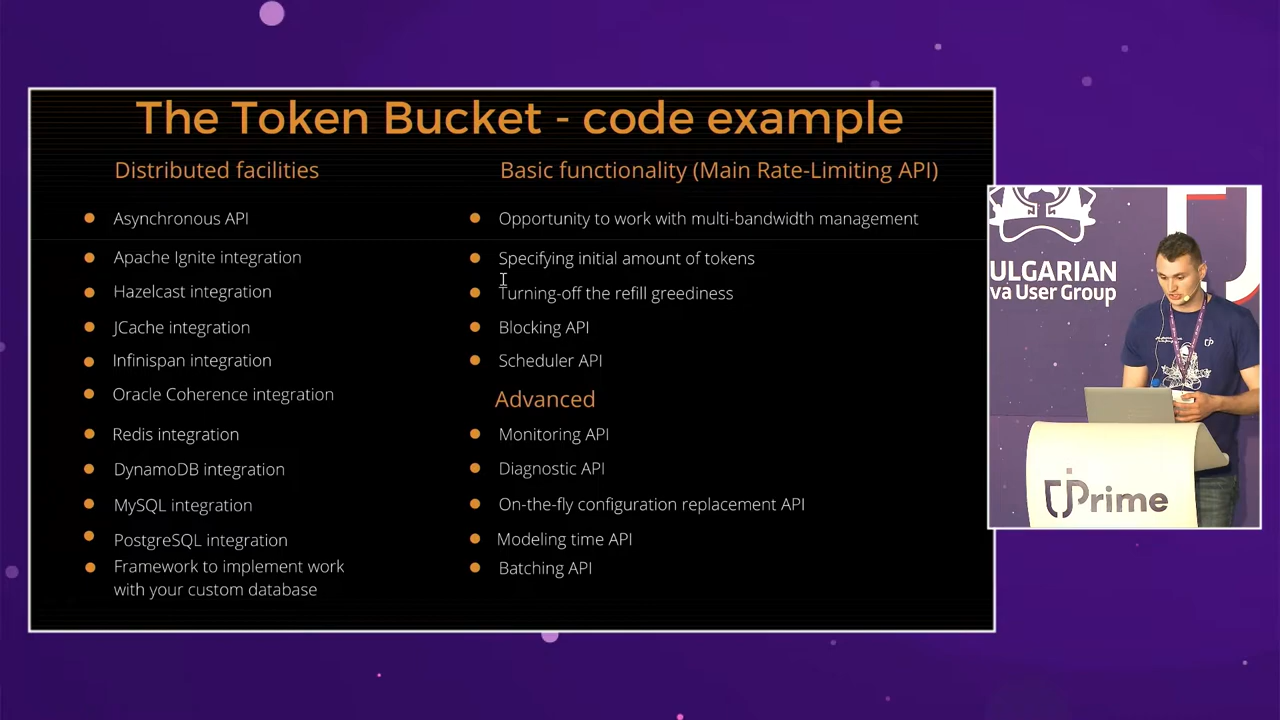 The Token Bucket - code example
Distributed facilities
Asynchronous API
Apache Ignite integration
Hazelcast integration
JCache integration
Infinispan integration
Oracle Coherence integration
Redis integration
DynamoDB integration
MySQL integration
PostgreSQL integration
Framework to implement work
with your custom database
Basic functionality (Main Rate-Limiting API)
Opportunity to work with multi-bandwidth management
Specifying initial amount of tokens
Turning-off the refill greediness
Blocking API
Scheduler API
Advanced
Monitoring API
Diagnostic API
On-the-fly configuration replacement API
Modeling time API
Batching API
ULGARIAN
va User Group
jPrime